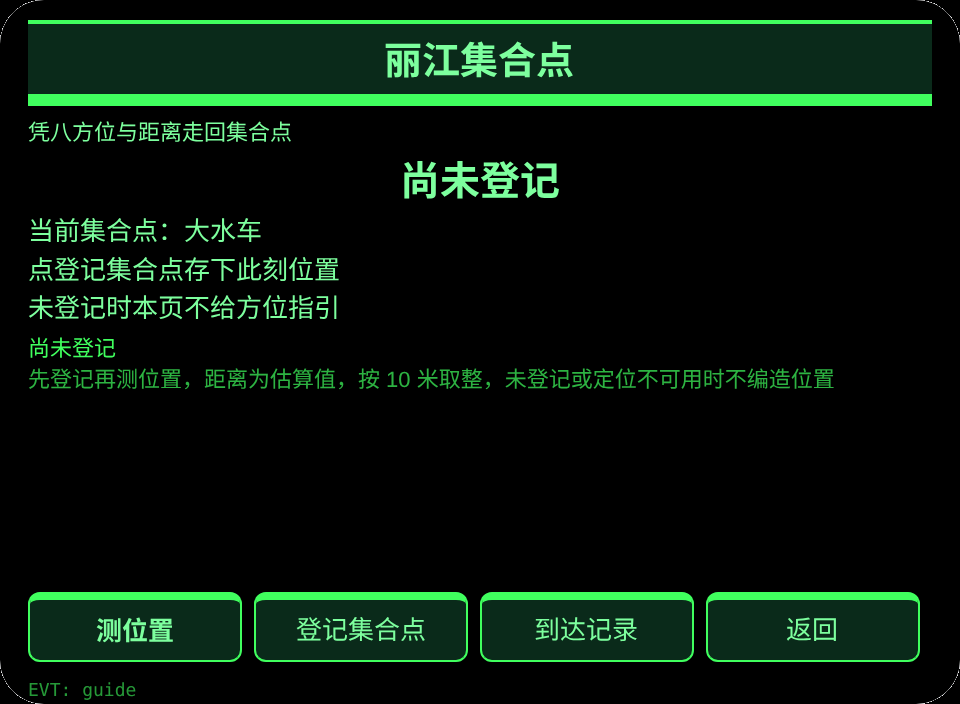 丽江集合点
凭八方位与距离走回集合点
尚未登记
当前集合点：大水车
点登记集合点存下此刻位置
未登记时本页不给方位指引
尚未登记
先登记再测位置，距离为估算值，按 10 米取整，未登记或定位不可用时不编造位置
测位置
登记集合点
到达记录
返回
EVT: guide